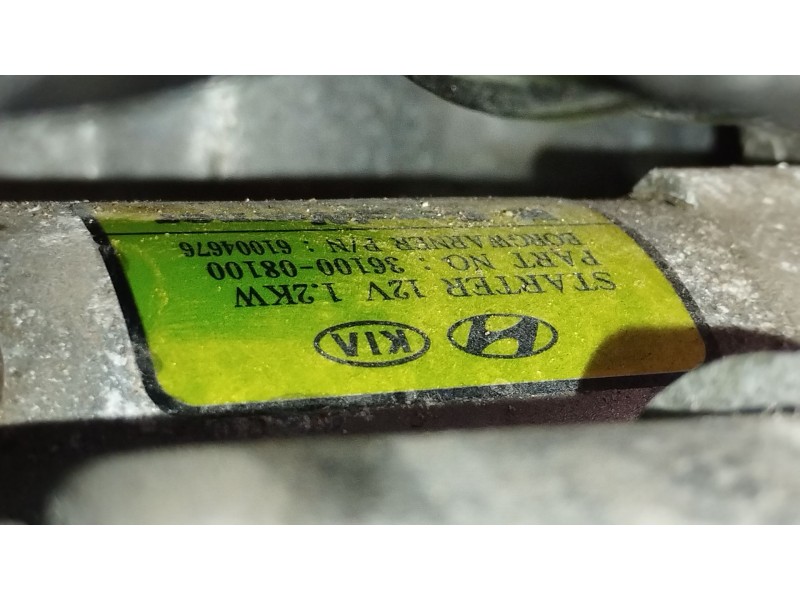 KIA
STARTER 12V 1.2KW
PART NO : 36100-08100
BORGWARNER P/N : 61004676